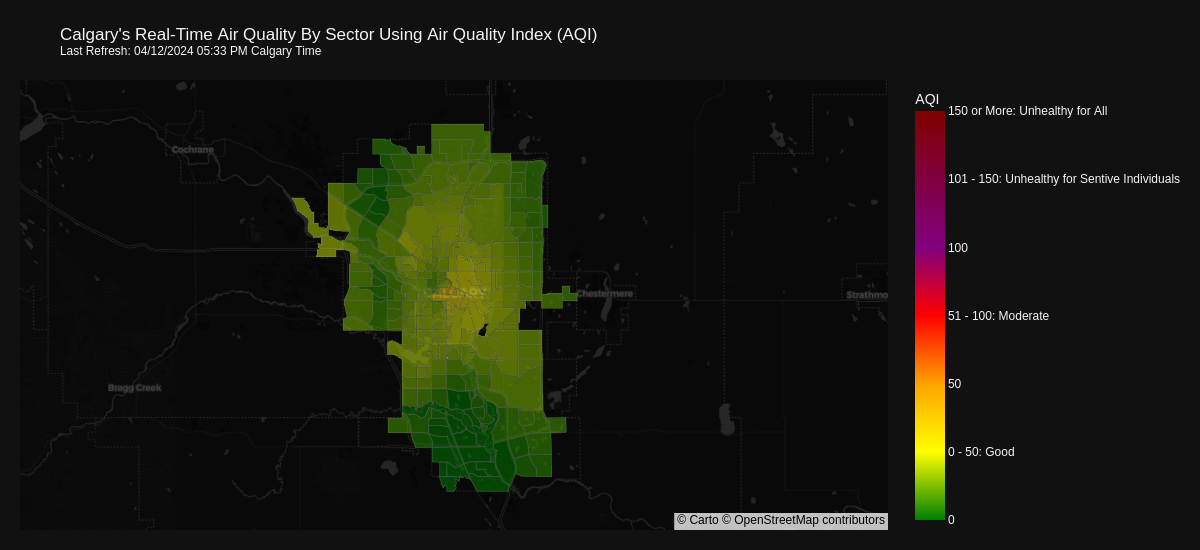 Calgary's Real-Time Air Quality By Sector Using Air Quality Index (AQI)
Last Refresh: 04/12/2024 05:33 PM Calgary Time
AQI
150 or More: Unhealthy for All
101 - 150: Unhealthy for Sentive Individuals
100
51 - 100: Moderate
50
0 - 50: Good
0
Cochrane
Chestermere
Strathmo
Bragg Creek
© Carto © OpenStreetMap contributors